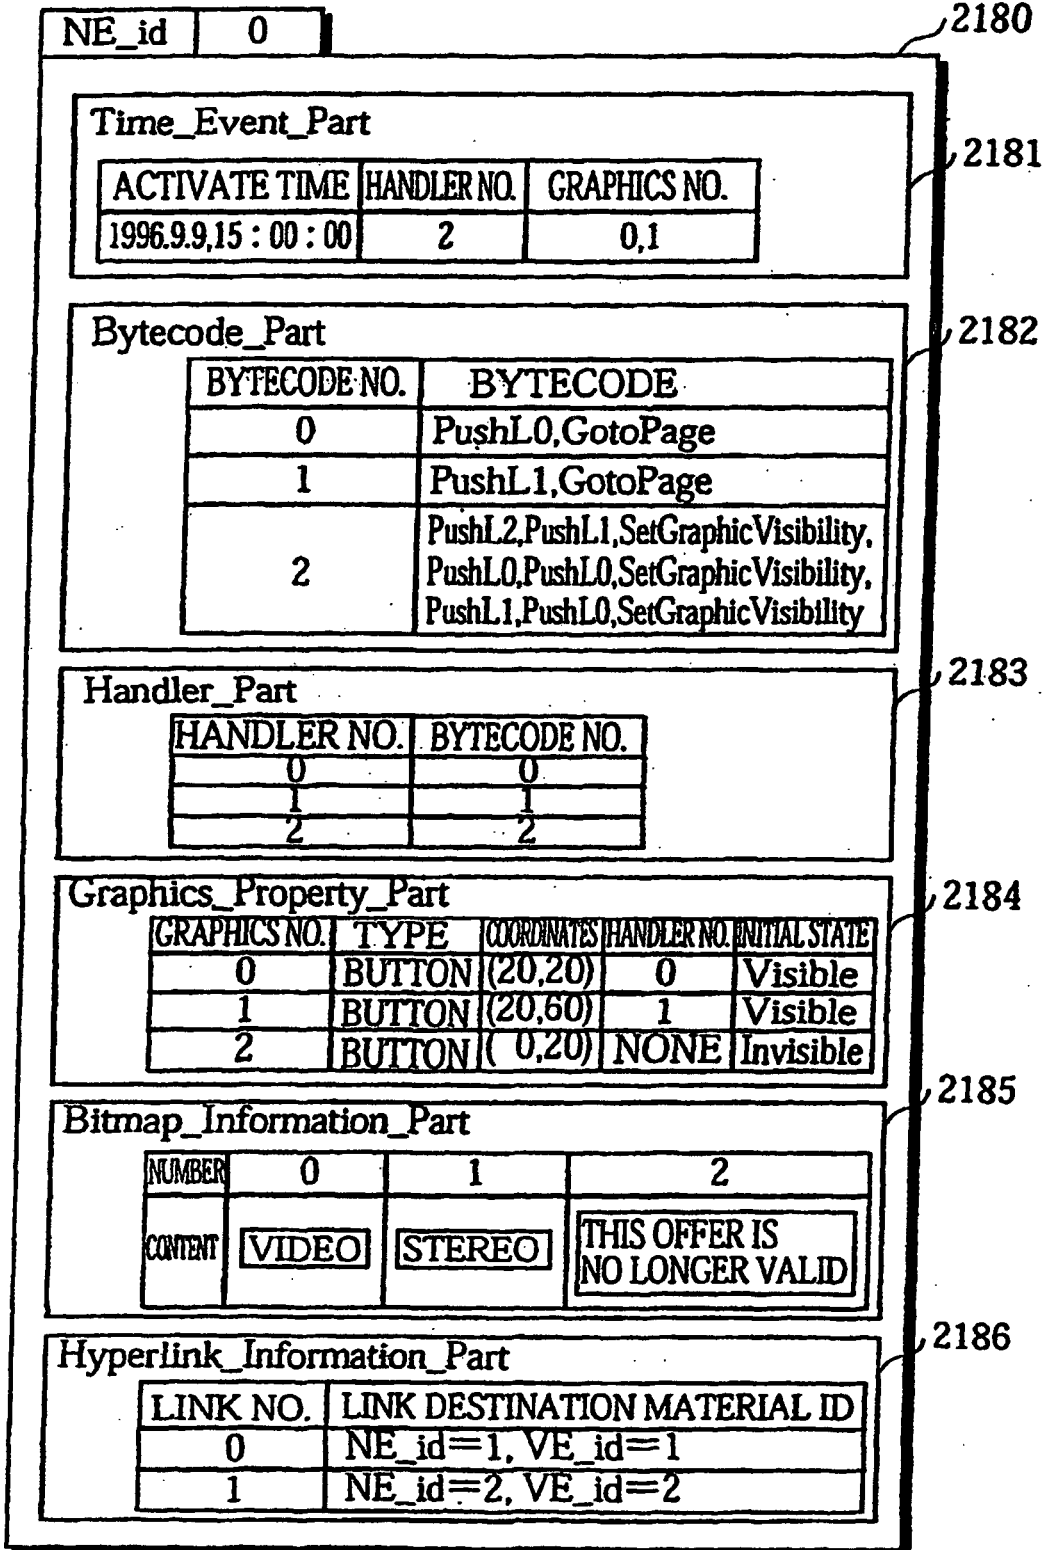 NE_id 0
2180
Time_Event_Part
2181
ACTIVATE TIME HANDLER NO. GRAPHICS NO.
1996.9.9,15 : 00 : 00 2 0,1
Bytecode_Part
2182
BYTECODE NO. BYTECODE
0 PushL0,GotoPage
1 PushL1,GotoPage
2 PushL2,PushL1,SetGraphicVisibility,
PushL0,PushL0,SetGraphicVisibility,
PushL1,PushL0,SetGraphicVisibility
Handler_Part
2183
HANDLER NO. BYTECODE NO.
0 0
1 1
2 2
Graphics_Property_Part
2184
GRAPHICS NO. TYPE COORDINATES HANDLER NO. INITIAL STATE
0 BUTTON (20,20) 0 Visible
1 BUTTON (20,60) 1 Visible
2 BUTTON ( 0,20) NONE Invisible
2185
Bitmap_Information_Part
NUMBER 0 1 2
CONTENT VIDEO STEREO THIS OFFER IS
NO LONGER VALID
2186
Hyperlink_Information_Part
LINK NO. LINK DESTINATION MATERIAL ID
0 NE_id=1, VE_id=1
1 NE_id=2, VE_id=2